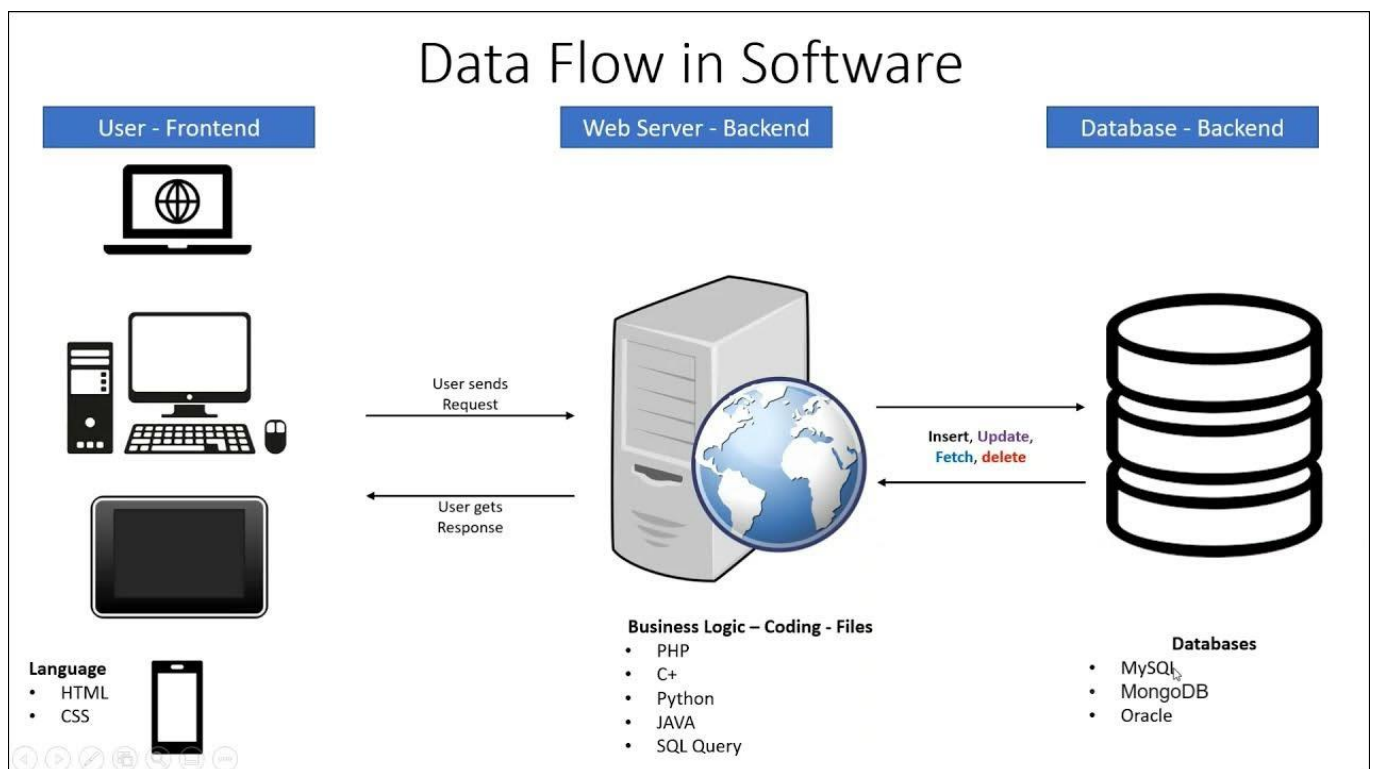 Data Flow in Software
User - Frontend
Web Server - Backend
Database - Backend
User sends
Request
User gets
Response
Insert, Update,
Fetch, delete
Language
• HTML
• CSS
Business Logic – Coding - Files
• PHP
• C+
• Python
• JAVA
• SQL Query
Databases
• MySQL
• MongoDB
• Oracle